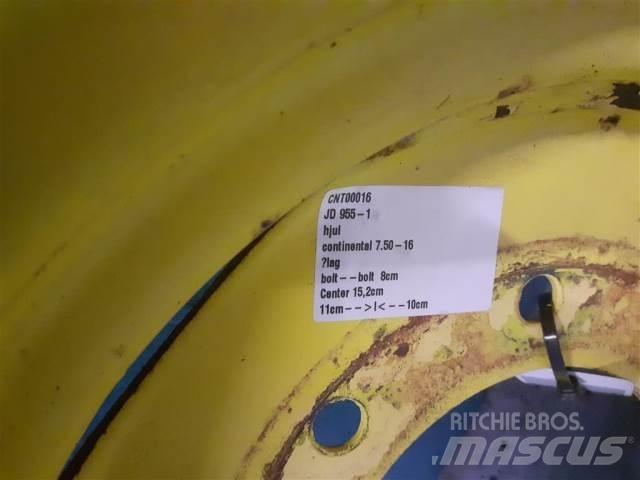 CNT00016
JD 955-1
hjul
continental 7.50-16
?lag
bolt--bolt 8cm
Center 15,2cm
11cm-->I<--10cm
RITCHIE BROS.
MASCUS